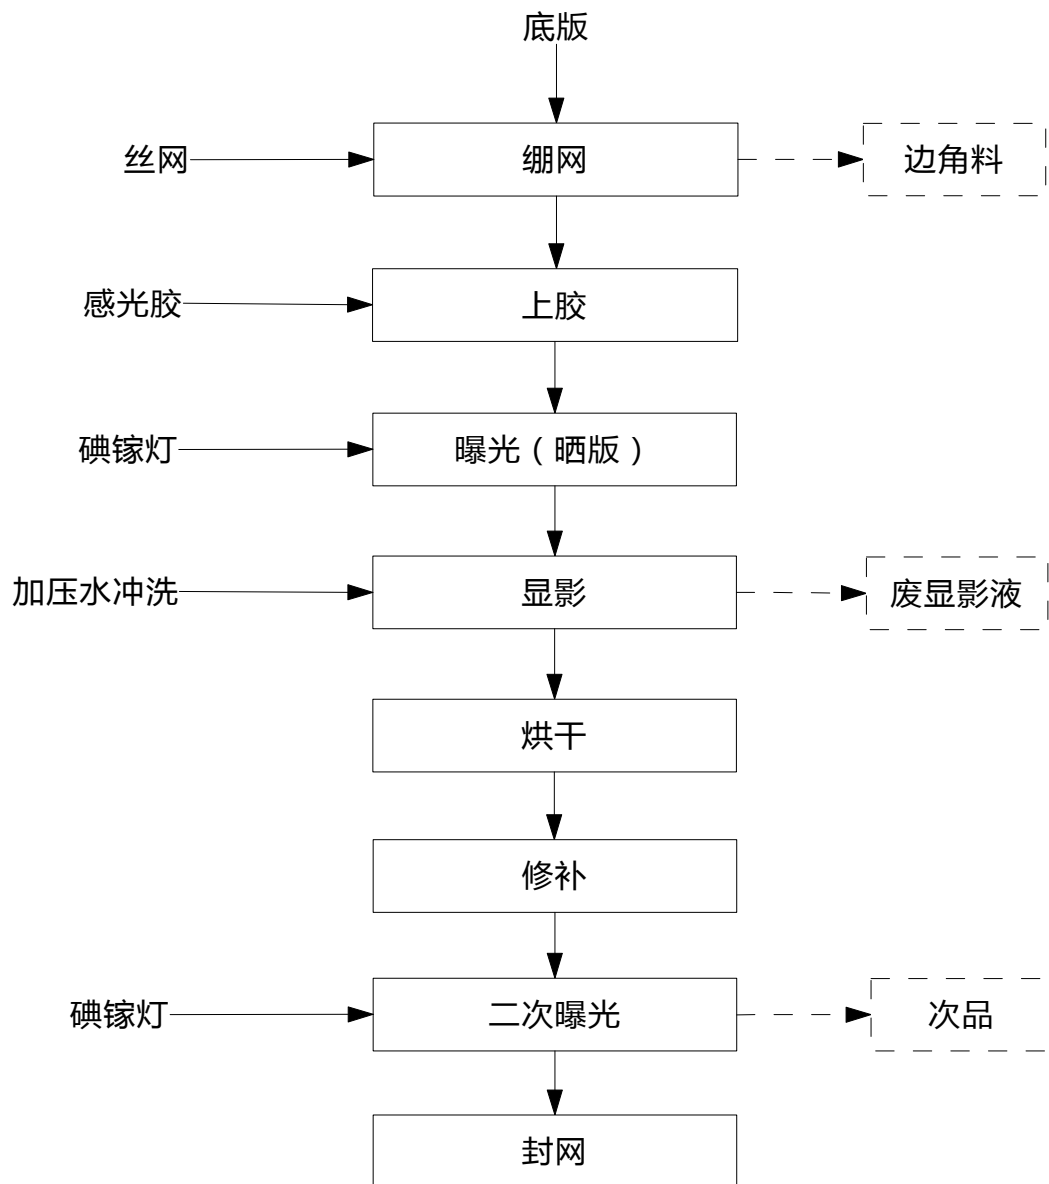 底版
丝网
绷网
边角料
感光胶
上胶
碘镓灯
曝光（晒版）
加压水冲洗
显影
废显影液
烘干
修补
碘镓灯
二次曝光
次品
封网